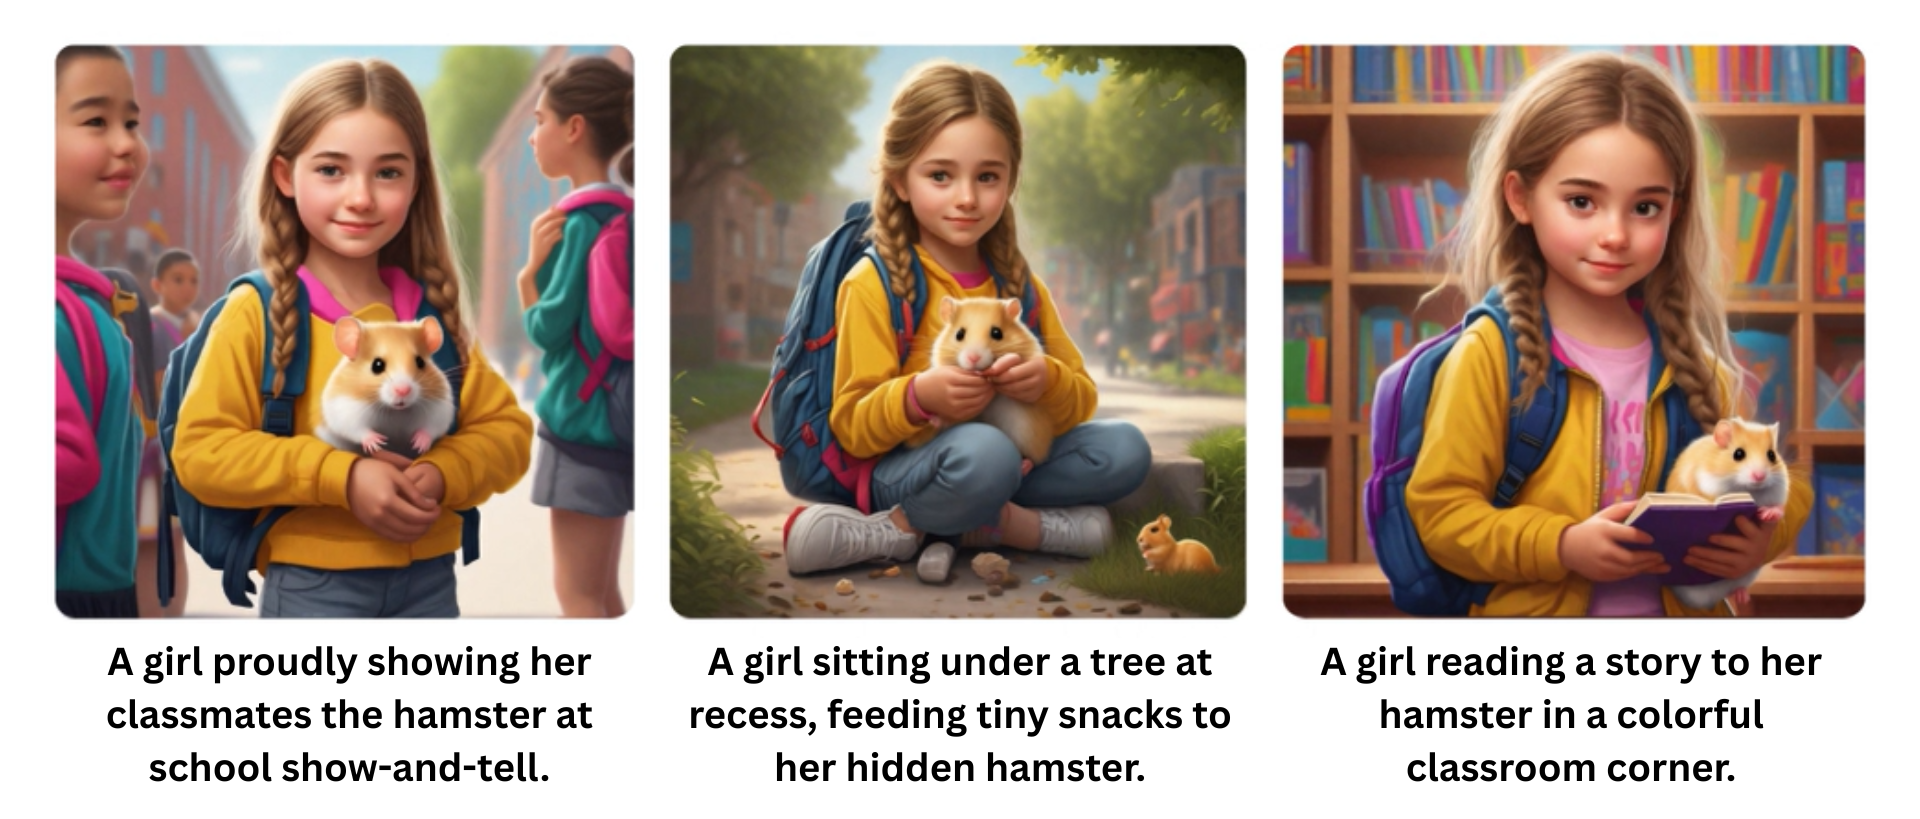 A girl proudly showing her
classmates the hamster at
school show-and-tell.
A girl sitting under a tree at
recess, feeding tiny snacks to
her hidden hamster.
A girl reading a story to her
hamster in a colorful
classroom corner.